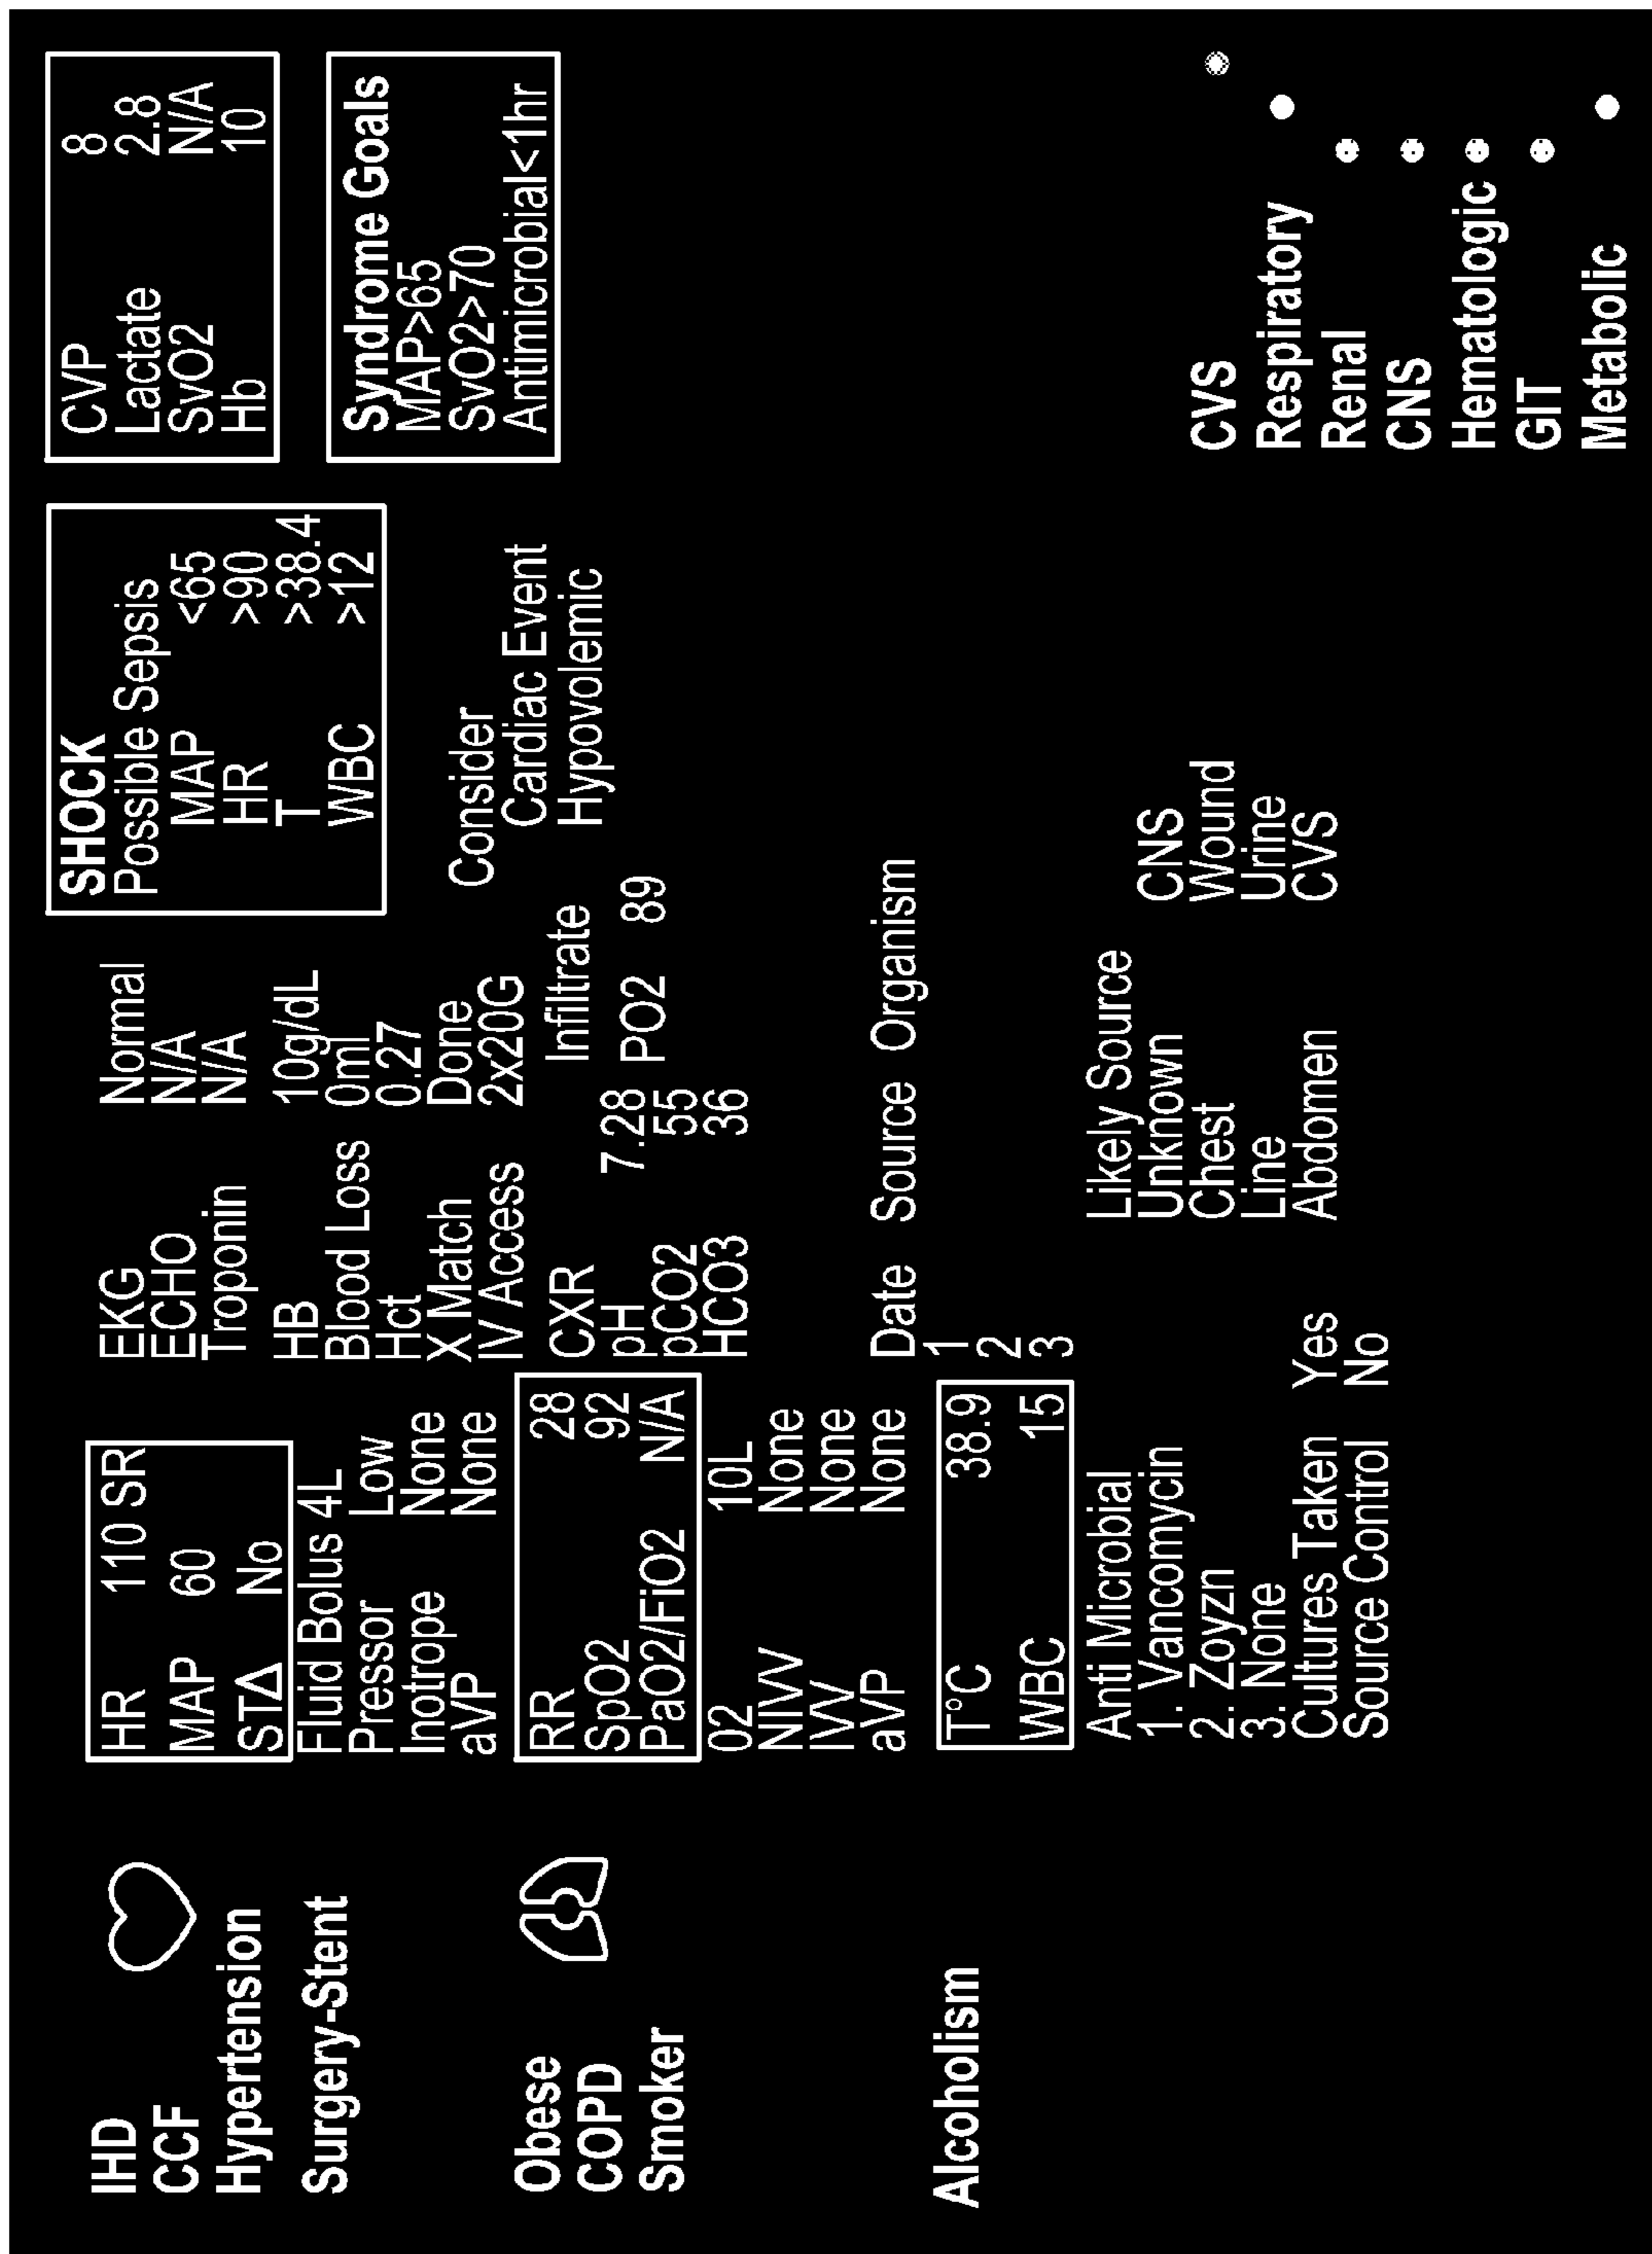 IHD
CCF
Hypertension
Surgery-Stent
Obese
COPD
Smoker
Alcoholism
HR 110 SR
MAP 60
STΔ No
Fluid Bolus 4L
Pressor Low
Inotrope None
aVP None
RR 28
SpO2 92
PaO2/FiO2 N/A
02 10L
NIVV None
IVV None
aVP None
T°C 38.9
WBC 15
Anti Microbial
1. Vancomycin
2. Zoyzn
3. None
Cultures Taken Yes
Source Control No
EKG Normal
ECHO N/A
Troponin N/A
HB 10g/dL
Blood Loss 0ml
Hct 0.27
X Match Done
IV Access 2x20G
CXR Infiltrate
pH 7.28 PO2 89
pCO2 55
HCO3 36
Date Source Organism
1
2
3
Likely Source
Unknown CNS
Chest Wound
Line Urine
Abdomen CVS
SHOCK
Possible Sepsis
MAP <65
HR >90
T >38.4
WBC >12
Consider
Cardiac Event
Hypovolemic
CVP 8
Lactate 2.8
SvO2 N/A
Hb 10
Syndrome Goals
MAP>65
SvO2>70
Antimicrobial<1hr
CVS
Respiratory
Renal
CNS
Hematologic
GIT
Metabolic